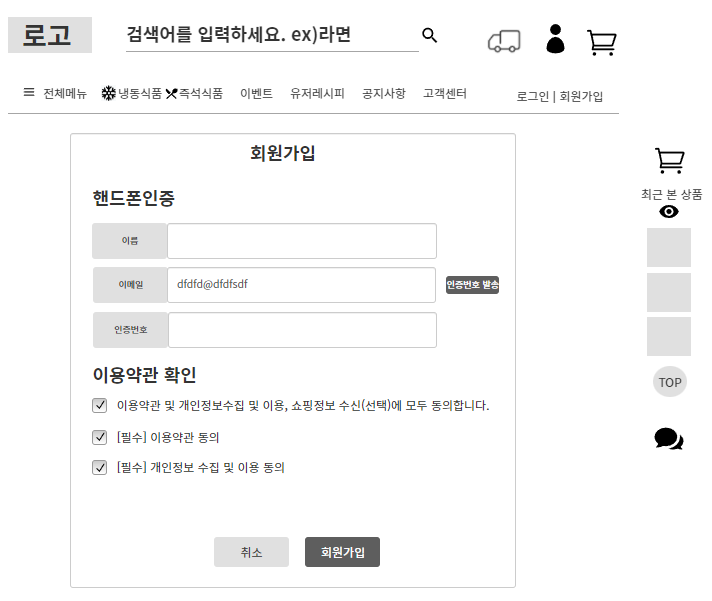 로고
검색어를 입력하세요. ex)라면
전체메뉴 냉동식품 즉석식품 이벤트 유저레시피 공지사항 고객센터
로그인 | 회원가입
회원가입
핸드폰인증
이름
이메일 dfdfd@dfdfsdf 인증번호 발송
인증번호
이용약관 확인
이용약관 및 개인정보수집 및 이용, 쇼핑정보 수신(선택)에 모두 동의합니다.
[필수] 이용약관 동의
[필수] 개인정보 수집 및 이용 동의
취소 회원가입
최근 본 상품
TOP